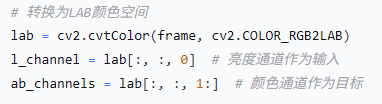 # 转换为LAB颜色空间
lab = cv2.cvtColor(frame, cv2.COLOR_RGB2LAB)
l_channel = lab[:, :, 0]  # 亮度通道作为输入
ab_channels = lab[:, :, 1:]  # 颜色通道作为目标